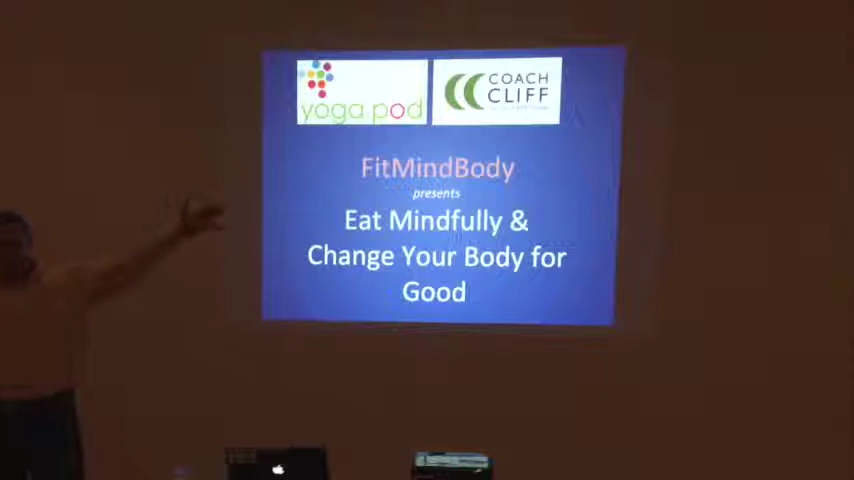 yoga pod
COACH
CLIFF
FitMindBody
presents
Eat Mindfully &
Change Your Body for
Good